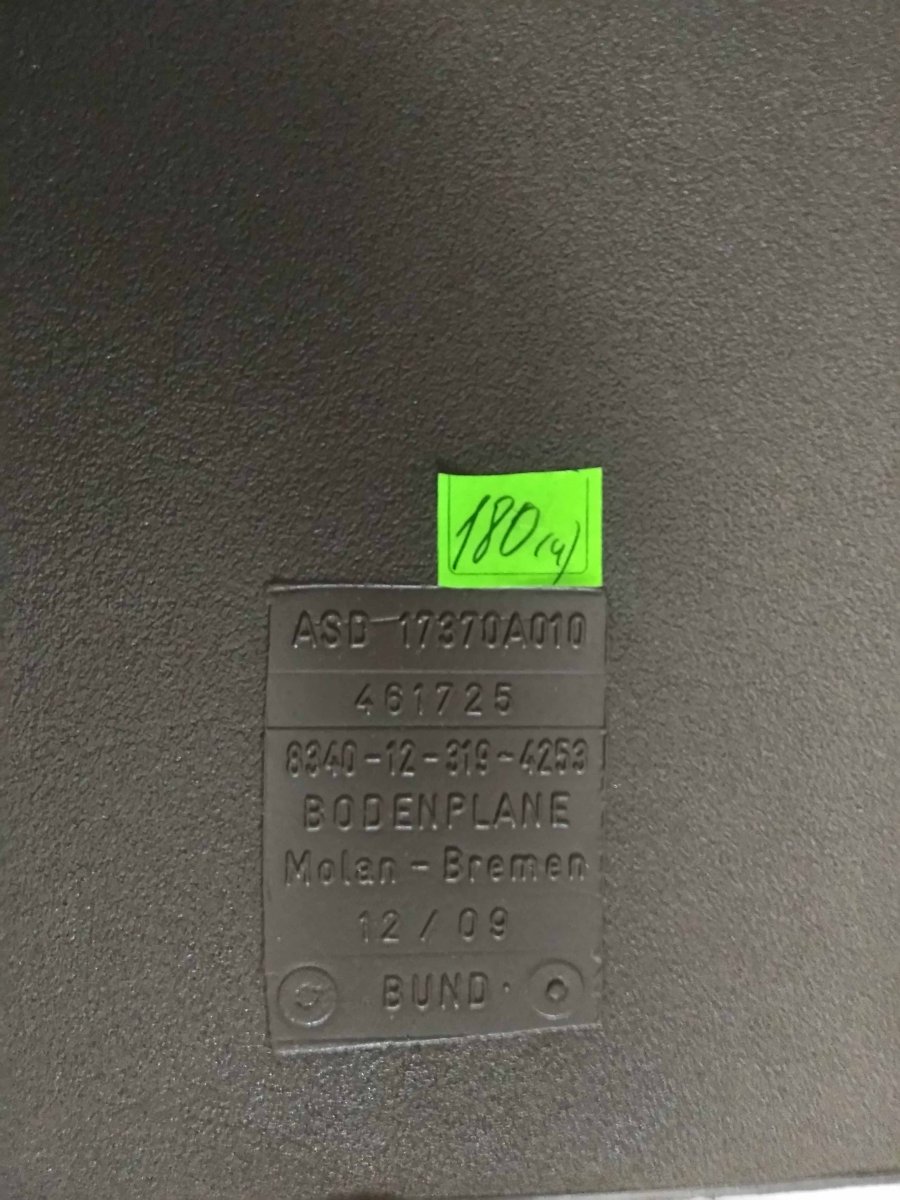 180 (4)
ASD 17370A010
461725
8340-12-319-4253
BODENPLANE
Molan - Bremen
12/09
BUND